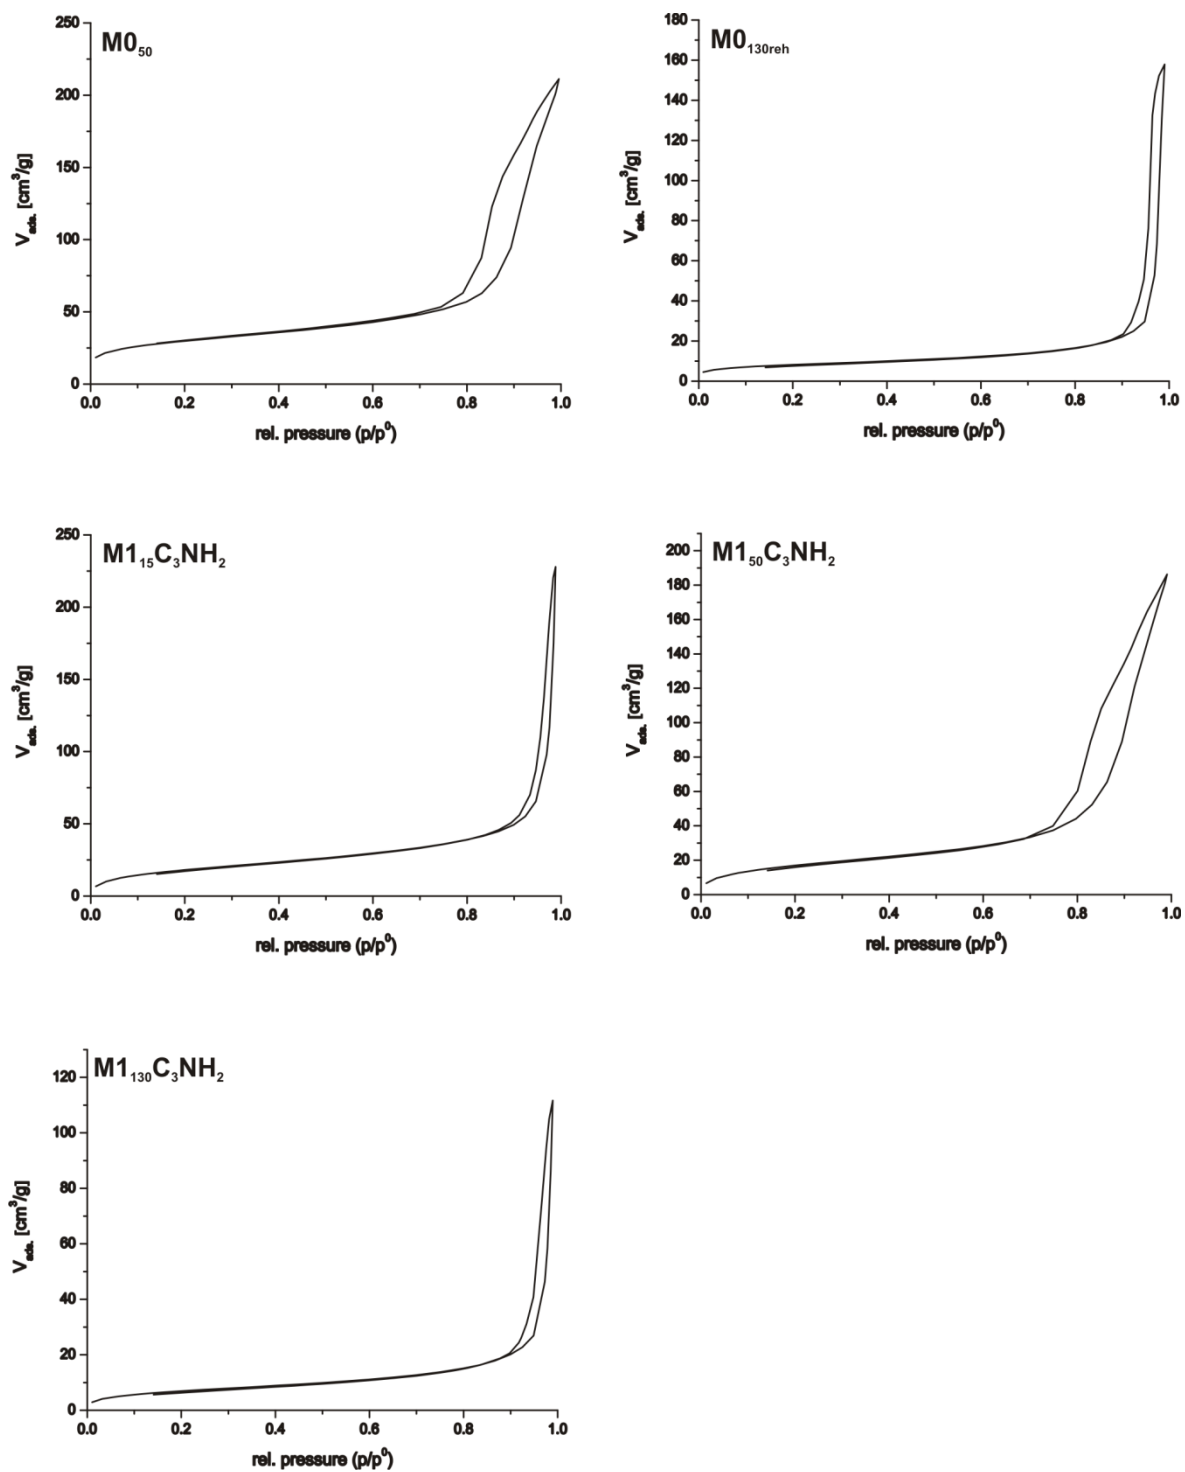 M0₅₀
250
200
150
100
50
0
V_ads. [cm³/g]
0.0 0.2 0.4 0.6 0.8 1.0
rel. pressure (p/p⁰)
M0₁₃₀reh
180
160
140
120
100
80
60
40
20
0
V_ads. [cm³/g]
0.0 0.2 0.4 0.6 0.8 1.0
rel. pressure (p/p⁰)
M1₁₅C₃NH₂
250
200
150
100
50
0
V_ads. [cm³/g]
0.0 0.2 0.4 0.6 0.8 1.0
rel. pressure (p/p⁰)
M1₅₀C₃NH₂
200
180
160
140
120
100
80
60
40
20
0
V_ads. [cm³/g]
0.0 0.2 0.4 0.6 0.8 1.0
rel. pressure (p/p⁰)
M1₁₃₀C₃NH₂
120
100
80
60
40
20
0
V_ads. [cm³/g]
0.0 0.2 0.4 0.6 0.8 1.0
rel. pressure (p/p⁰)